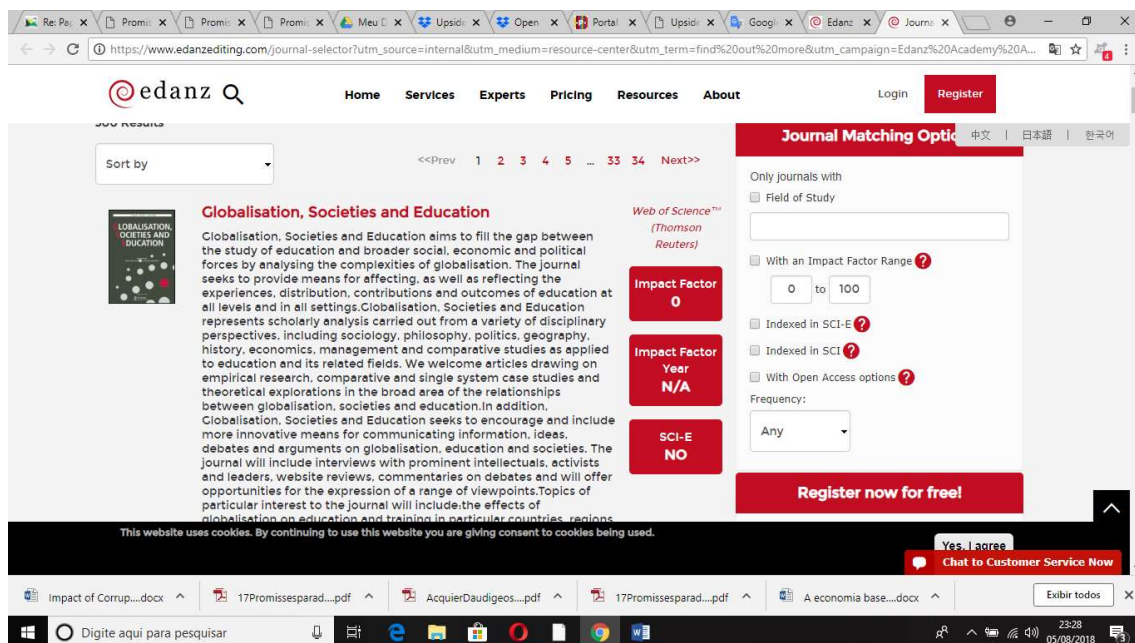 Re: Pa
Promis
Promis
Promis
Meu D
Upside
Open
Portal
Upside
Googl
Edanz
Journa
https://www.edanzediting.com/journal-selector?utm_source=internal&utm_medium=resource-center&utm_term=find%20out%20more&utm_campaign=Edanz%20Academy%20A...
4
edanz
Home Services Experts Pricing Resources About Login Register
中文 | 日本語 | 한국어
Results
Sort by
<<Prev 1 2 3 4 5 ... 33 34 Next>>
GLOBALISATION,
SOCIETIES AND
EDUCATION
Globalisation, Societies and Education
Globalisation, Societies and Education aims to fill the gap between
the study of education and broader social, economic and political
forces by analysing the complexities of globalisation. The journal
seeks to provide means for affecting, as well as reflecting the
experiences, distribution, contributions and outcomes of education at
all levels and in all settings.Globalisation, Societies and Education
represents scholarly analysis carried out from a variety of disciplinary
perspectives, including sociology, philosophy, politics, geography,
history, economics, management and comparative studies as applied
to education and its related fields. We welcome articles drawing on
empirical research, comparative and single system case studies and
theoretical explorations in the broad area of the relationships
between globalisation, societies and education.In addition,
Globalisation, Societies and Education seeks to encourage and include
more innovative means for communicating information, ideas,
debates and arguments on globalisation, education and societies. The
journal will include interviews with prominent intellectuals, activists
and leaders, website reviews, commentaries on debates and will offer
opportunities for the expression of a range of viewpoints.Topics of
particular interest to the journal will include:the effects of
globalisation on education and training in particular countries, regions
Web of Science™
(Thomson
Reuters)
Impact Factor
0
Impact Factor
Year
N/A
SCI-E
NO
Journal Matching Optio
Only journals with
Field of Study
With an Impact Factor Range ?
0 to 100
Indexed in SCI-E ?
Indexed in SCI ?
With Open Access options ?
Frequency:
Any
Register now for free!
This website uses cookies. By continuing to use this website you are giving consent to cookies being used.
Yes, I agree
Chat to Customer Service Now
Impact of Corrup....docx
17Promissesparad....pdf
AcquierDaudigeos....pdf
17Promissesparad....pdf
A economia base....docx
Exibir todos
Digite aqui para pesquisar
23:28
05/08/2018
3